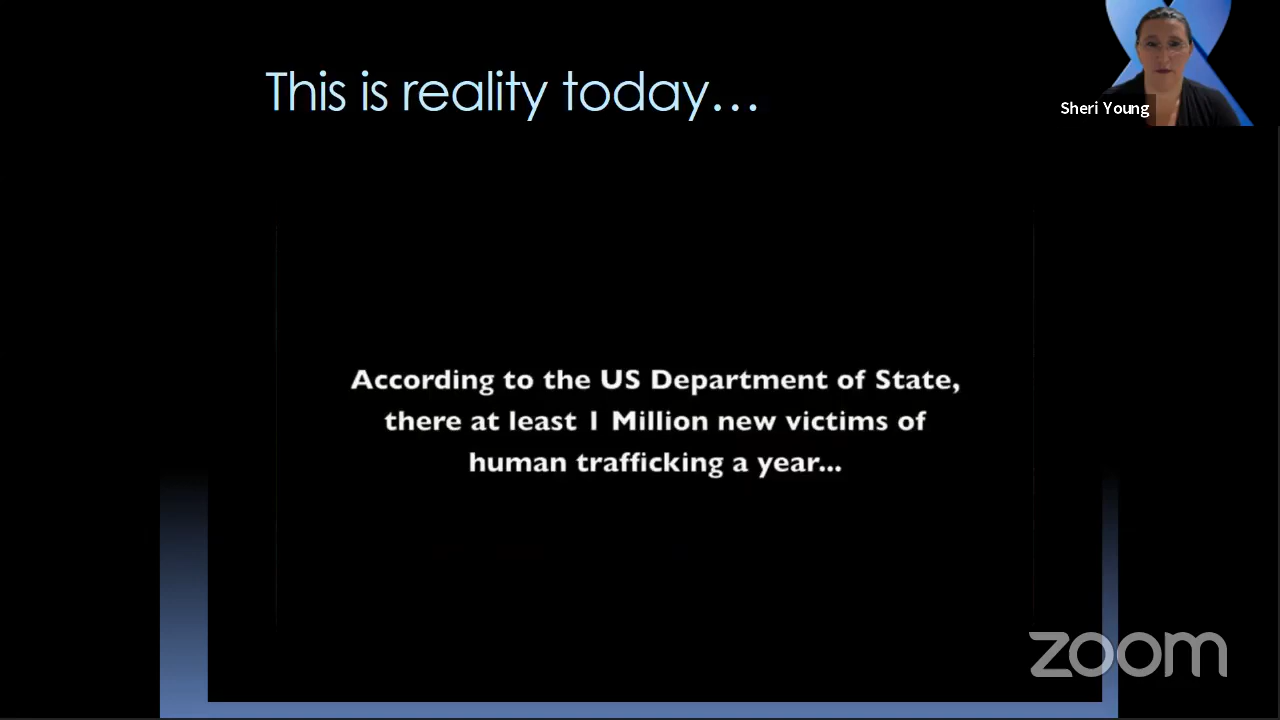 This is reality today...
Sheri Young
According to the US Department of State,
there at least 1 Million new victims of
human trafficking a year...
zoom